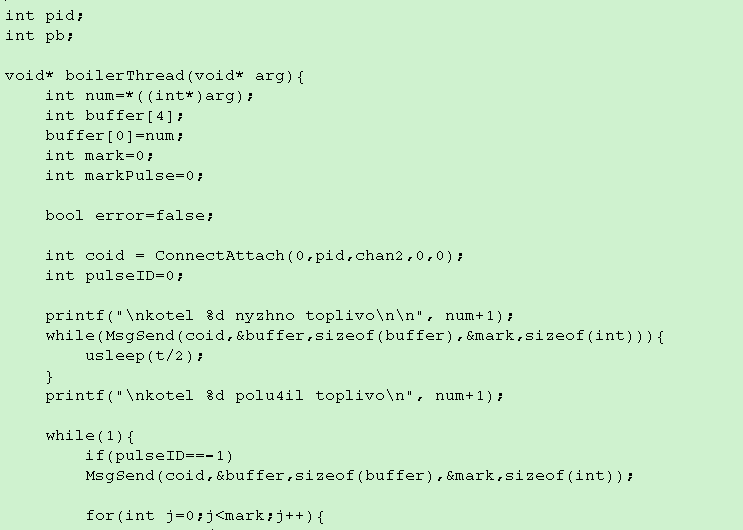 int pid;
int pb;
void* boilerThread(void* arg){
int num=*((int*)arg);
int buffer[4];
buffer[0]=num;
int mark=0;
int markPulse=0;
bool error=false;
int coid = ConnectAttach(0,pid,chan2,0,0);
int pulseID=0;
printf("\nkotel %d nyzhno toplivo\n\n", num+1);
while(MsgSend(coid,&buffer,sizeof(buffer),&mark,sizeof(int))){
usleep(t/2);
}
printf("\nkotel %d polu4il toplivo\n", num+1);
while(1){
if(pulseID==-1)
MsgSend(coid,&buffer,sizeof(buffer),&mark,sizeof(int));
for(int j=0;j<mark;j++){